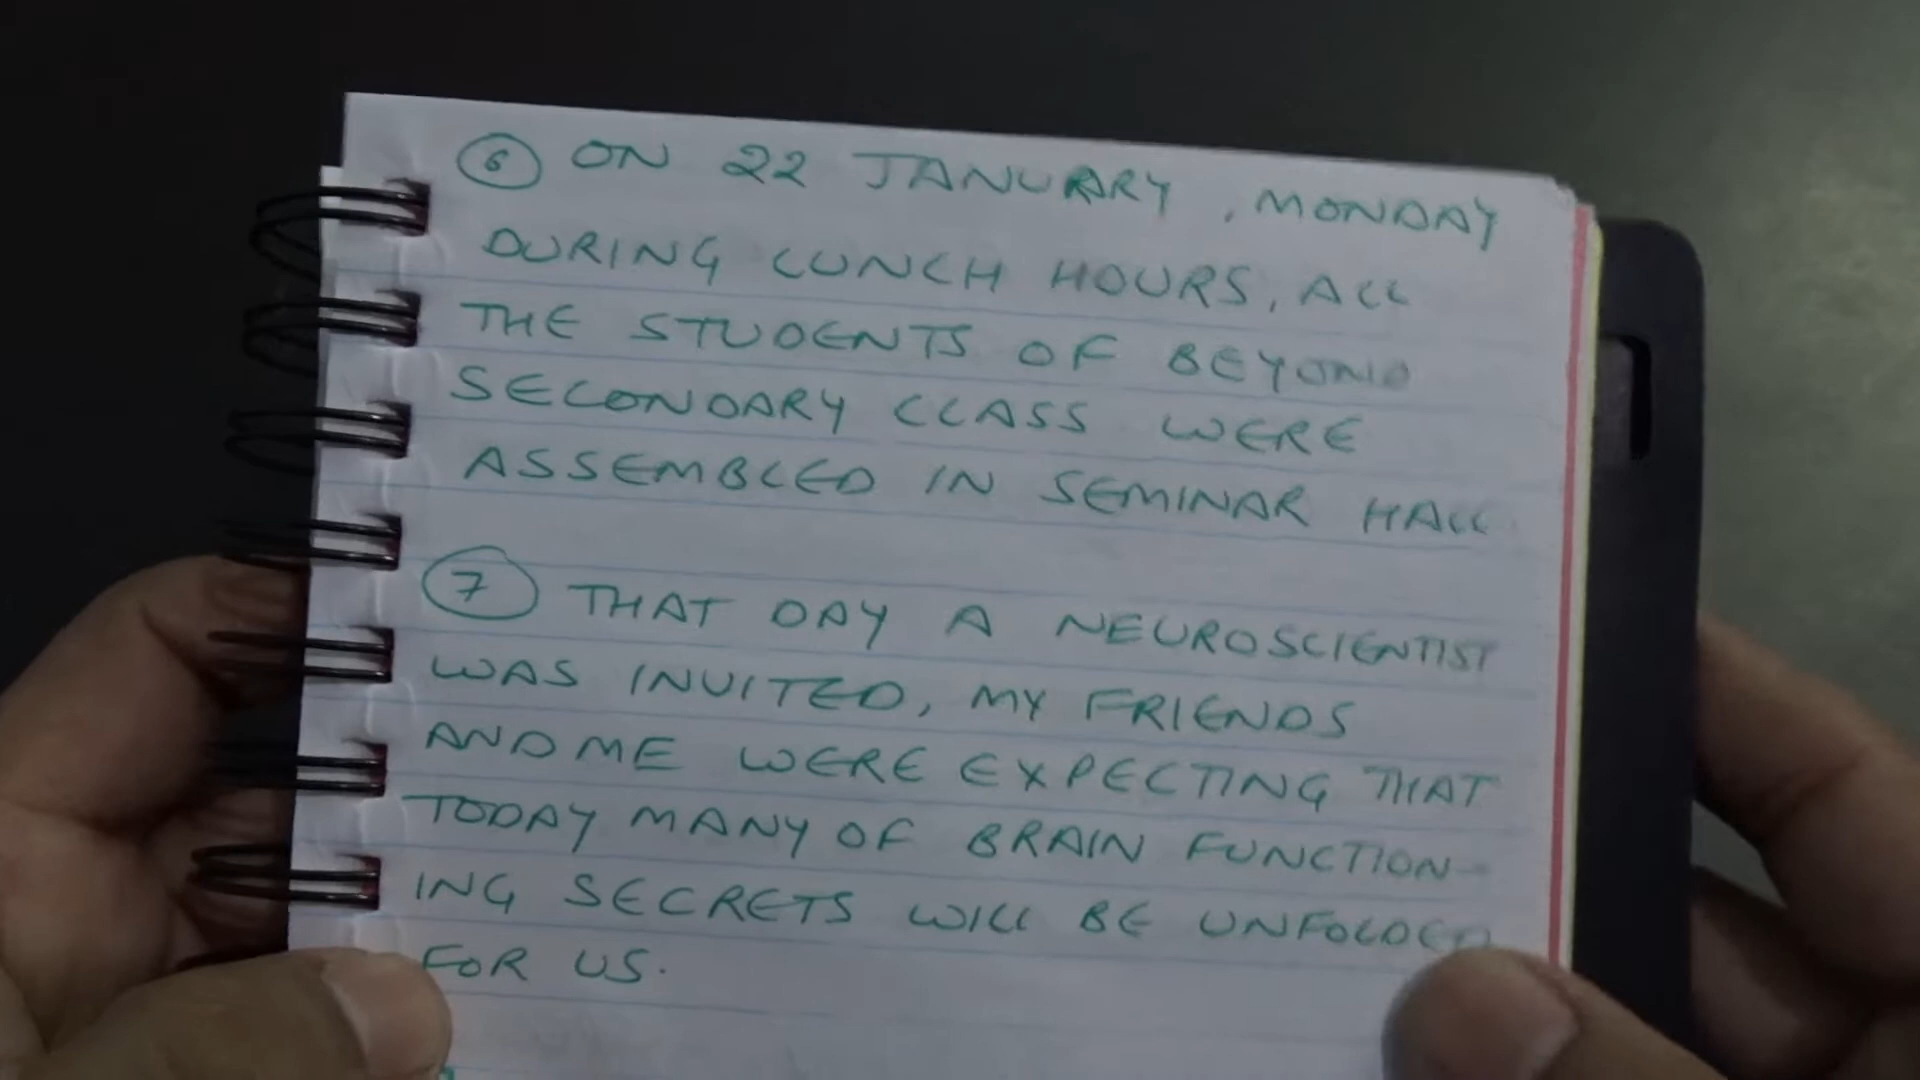 ⑥ ON 22 JANUARY, MONDAY
DURING LUNCH HOURS, ALL
THE STUDENTS OF BEYOND
SECONDARY CLASS WERE
ASSEMBLED IN SEMINAR HALL
⑦ THAT DAY A NEUROSCIENTIST
WAS INVITED, MY FRIENDS
AND ME WERE EXPECTING THAT
TODAY MANY OF BRAIN FUNCTION-
ING SECRETS WILL BE UNFOLDED
FOR US.